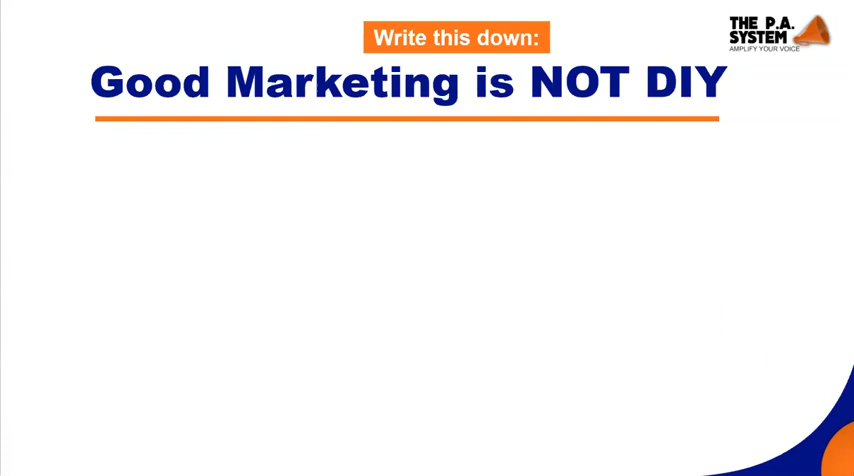 Write this down:
THE P.A.
SYSTEM
AMPLIFY YOUR VOICE
Good Marketing is NOT DIY